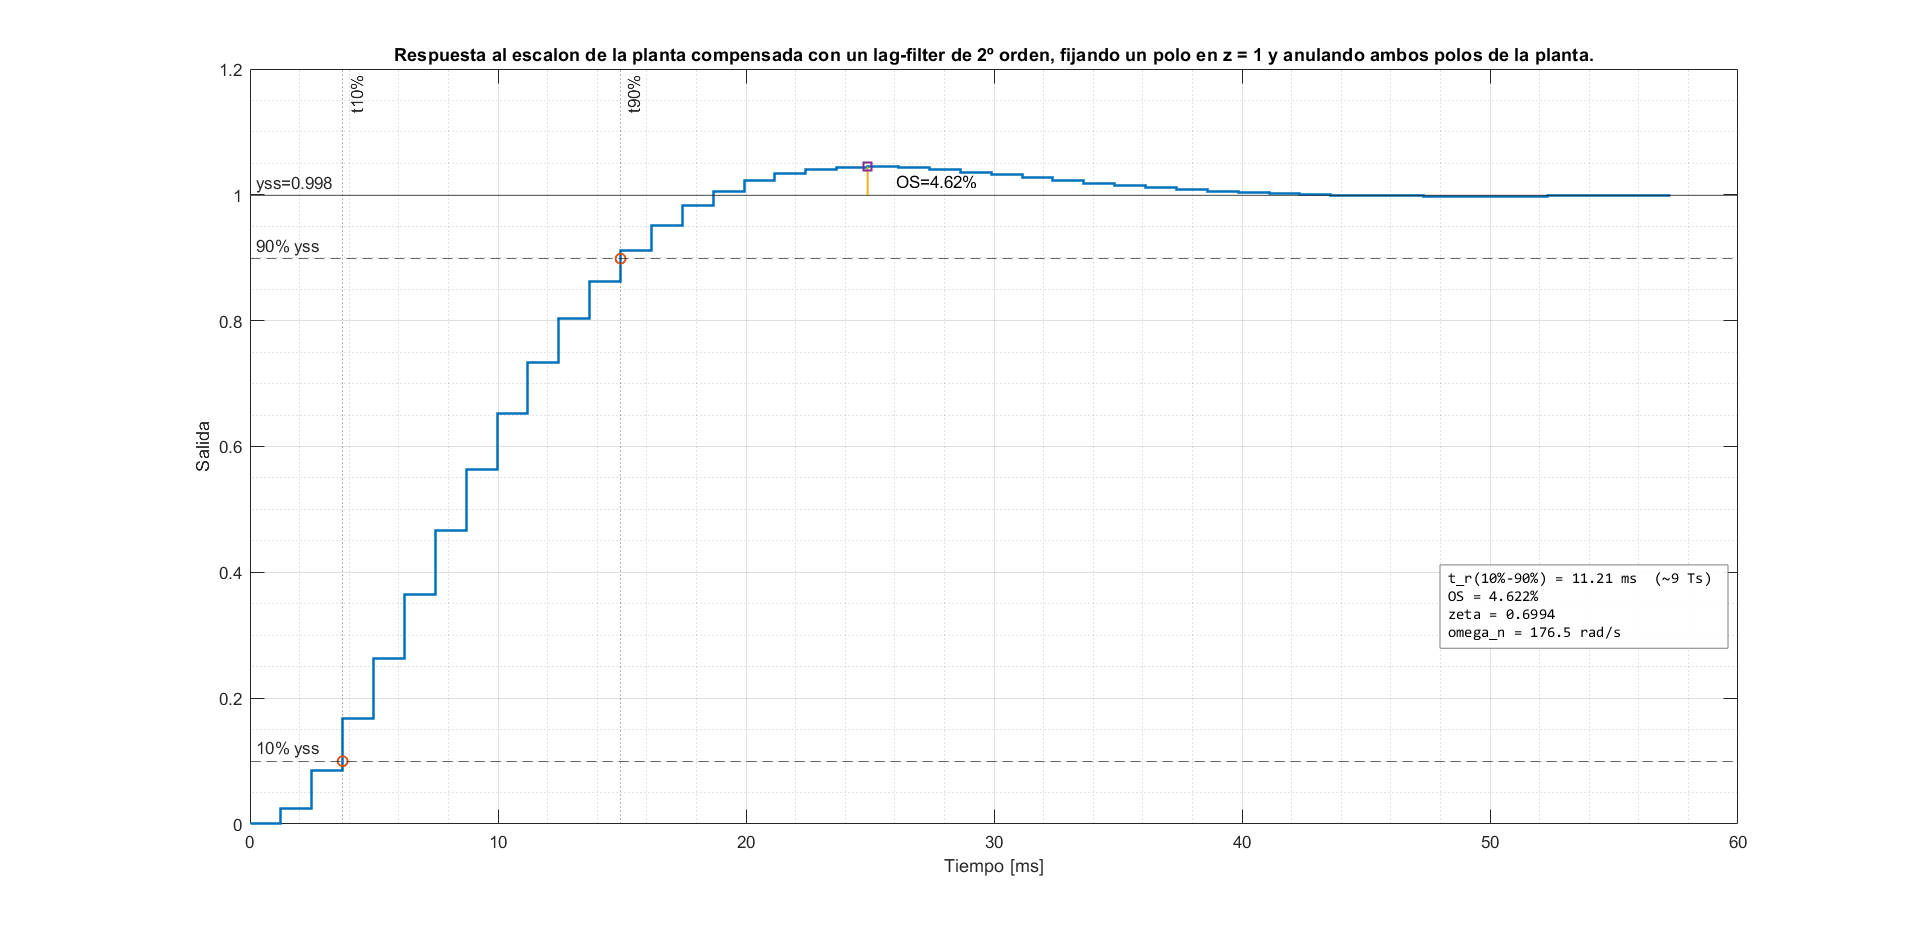 Respuesta al escalon de la planta compensada con un lag-filter de 2º orden, fijando un polo en z = 1 y anulando ambos polos de la planta.
1.2
t10%
t90%
yss=0.998
OS=4.62%
1
90% yss
0.8
0.6
Salida
0.4
t_r(10%-90%) = 11.21 ms (~9 Ts)
OS = 4.622%
zeta = 0.6994
omega_n = 176.5 rad/s
0.2
10% yss
0
0 10 20 30 40 50 60
Tiempo [ms]